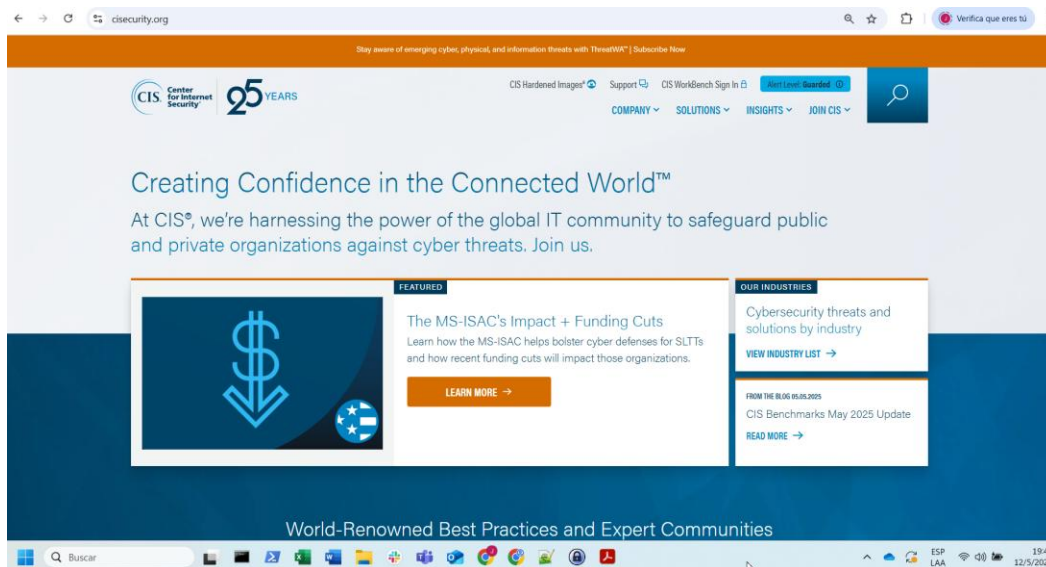 cisecurity.org
Verifica que eres tú
Stay aware of emerging cyber, physical, and information threats with ThreatWA™ | Subscribe Now
CIS Hardened Images® Support CIS WorkBench Sign In Alert Level: Guarded
CIS. Center for Internet Security® 25 YEARS
COMPANY SOLUTIONS INSIGHTS JOIN CIS
Creating Confidence in the Connected World™
At CIS®, we're harnessing the power of the global IT community to safeguard public
and private organizations against cyber threats. Join us.
FEATURED
The MS-ISAC's Impact + Funding Cuts
Learn how the MS-ISAC helps bolster cyber defenses for SLTTs
and how recent funding cuts will impact those organizations.
LEARN MORE →
OUR INDUSTRIES
Cybersecurity threats and
solutions by industry
VIEW INDUSTRY LIST →
FROM THE BLOG 05.05.2025
CIS Benchmarks May 2025 Update
READ MORE →
World-Renowned Best Practices and Expert Communities
Buscar
ESP
LAA